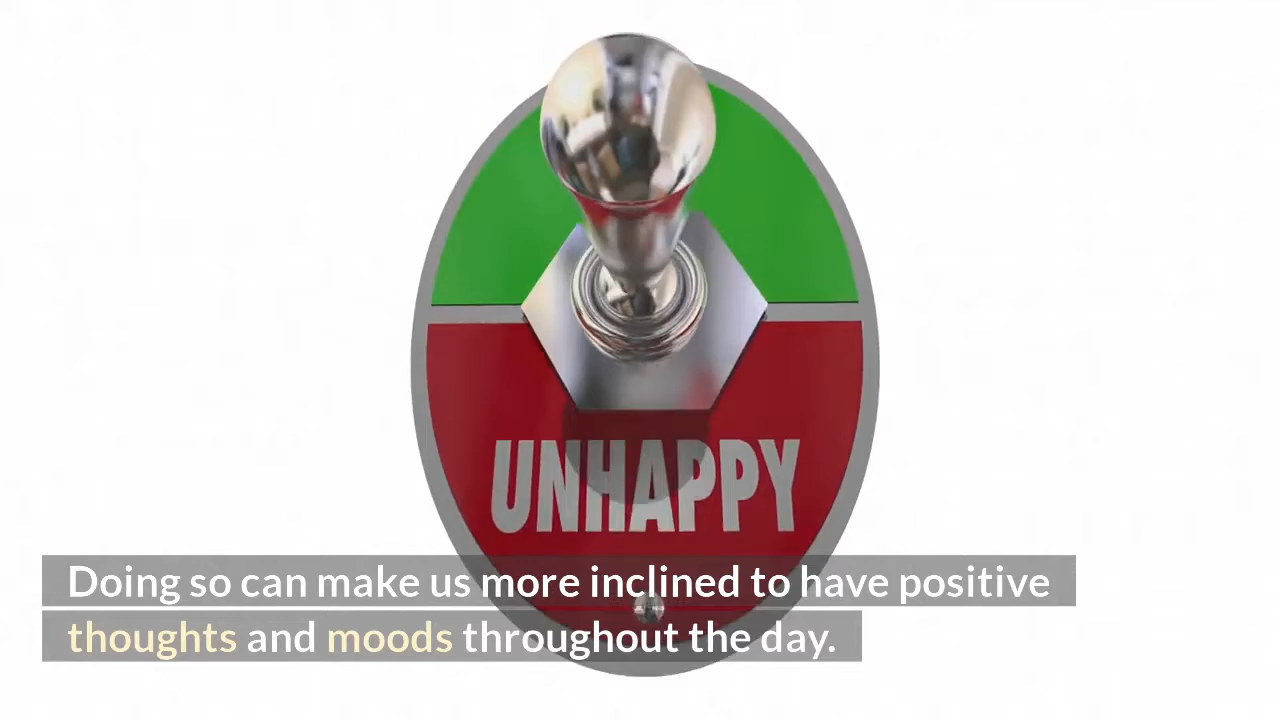 UNHAPPY
Doing so can make us more inclined to have positive
thoughts and moods throughout the day.